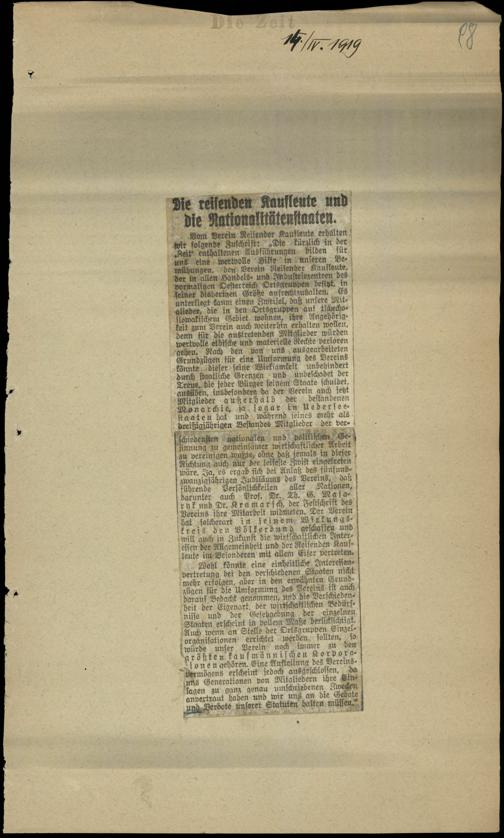 Die Zeit
14./IV. 1919
98
Die reisenden Kaufleute und
die Nationalitätenstaaten.
Vom Verein Reisender Kaufleute erhalten
wir folgende Zuschrift: „Die kürzlich in der
„Zeit“ enthaltenen Ausführungen bilden für
uns eine wertvolle Hilfe in unseren Be-
mühungen, den Verein Reisender Kaufleute,
der in allen Handels- und Industriezentren des
vormaligen Oesterreich Ortsgruppen besitzt, in
seiner bisherigen Größe aufrechtzuhalten. Es
unterliegt kaum einem Zweifel, daß unsere Mit-
glieder, die in den Ortsgruppen auf tschecho-
slowakischem Gebiet wohnen, ihre Angehörig-
keit zum Verein auch weiterhin erhalten wollen,
denn für die austretenden Mitglieder würden
wertvolle ethische und materielle Rechte verloren
gehen. Nach den von uns ausgearbeiteten
Grundzügen für eine Umformung des Vereins
könnte dieser seine Wirksamkeit unbehindert
durch staatliche Grenzen und unbeschadet der
Treue, die jeder Bürger seinem Staate schuldet,
ausüben, insbesondere da der Verein auch jetzt
Mitglieder außerhalb der bestandenen
Monarchie, ja sogar in Uebersee-
staaten hat und während seines mehr als
dreißigjährigen Bestandes Mitglieder der ver-
schiedensten nationalen und politischen Ge-
sinnung zu gemeinsamer wirtschaftlicher Arbeit
zu vereinigen wußte, ohne daß jemals in dieser
Richtung auch nur der leiseste Zwist eingetreten
wäre. Ja, es ergab sich bei Anlaß des fünfund-
zwanzigjährigen Jubiläums des Vereins, daß
führende Persönlichkeiten aller Nationen,
darunter auch Prof. Dr. Th. G. Masa-
ryk und Dr. Kramarsch, der Festschrift des
Vereins ihre Mitarbeit widmeten. Der Verein
hat solcherart in seinem Wirkungs-
kreis den Völkerbund geschaffen und
will auch in Zukunft die wirtschaftlichen Inter-
essen der Allgemeinheit und der Reisenden Kauf-
leute im Besonderen mit allem Eifer vertreten.
Wohl könnte eine einheitliche Interessen-
vertretung bei den verschiedenen Staaten nicht
mehr erfolgen, aber in den erwähnten Grund-
zügen für die Umformung des Vereins ist auch
darauf Bedacht genommen, und die Verschieden-
heit der Eigenart, der wirtschaftlichen Bedürf-
nisse und der Gesetzgebung der einzelnen
Staaten erscheint in vollem Maße berücksichtigt.
Auch wenn an Stelle der Ortsgruppen Einzel-
organisationen errichtet werden sollten, so
würde unser Verein noch immer zu den
größten kaufmännischen Korpora-
tionen gehören. Eine Aufteilung des Vereins-
vermögens erscheint jedoch ausgeschlossen, da
uns Generationen von Mitgliedern ihre Ein-
lagen zu ganz genau umschriebenen Zwecken
anvertraut haben und wir uns an die Gebote
und Verbote unserer Statuten halten müssen.“